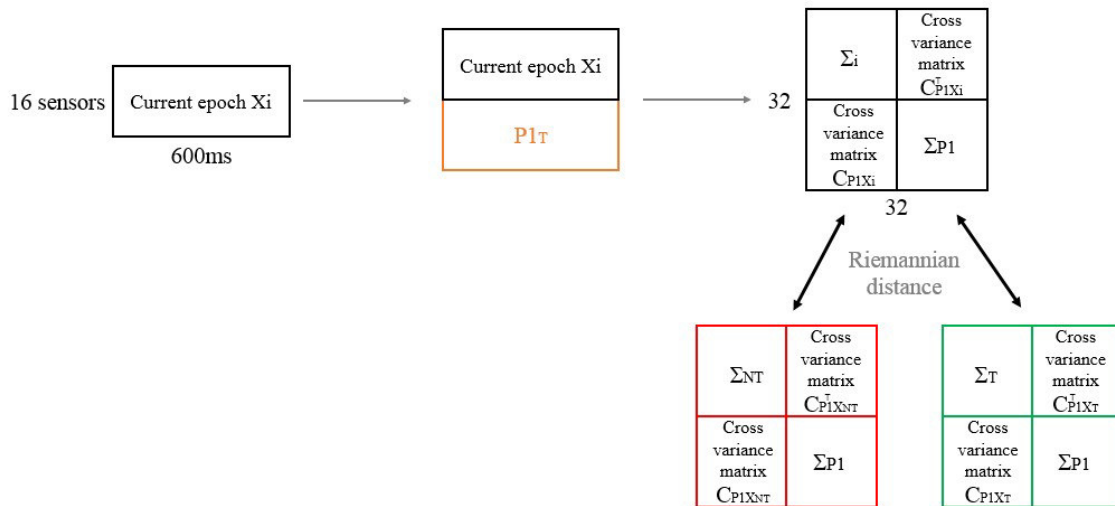 16 sensors
Current epoch Xi
600ms
Current epoch Xi
P1T
32
Σi
Cross
variance
matrix
CᵀP1Xi
Cross
variance
matrix
CP1Xi
ΣP1
32
Riemannian
distance
ΣNT
Cross
variance
matrix
CᵀP1XNT
Cross
variance
matrix
CP1XNT
ΣP1
ΣT
Cross
variance
matrix
CᵀP1XT
Cross
variance
matrix
CP1XT
ΣP1